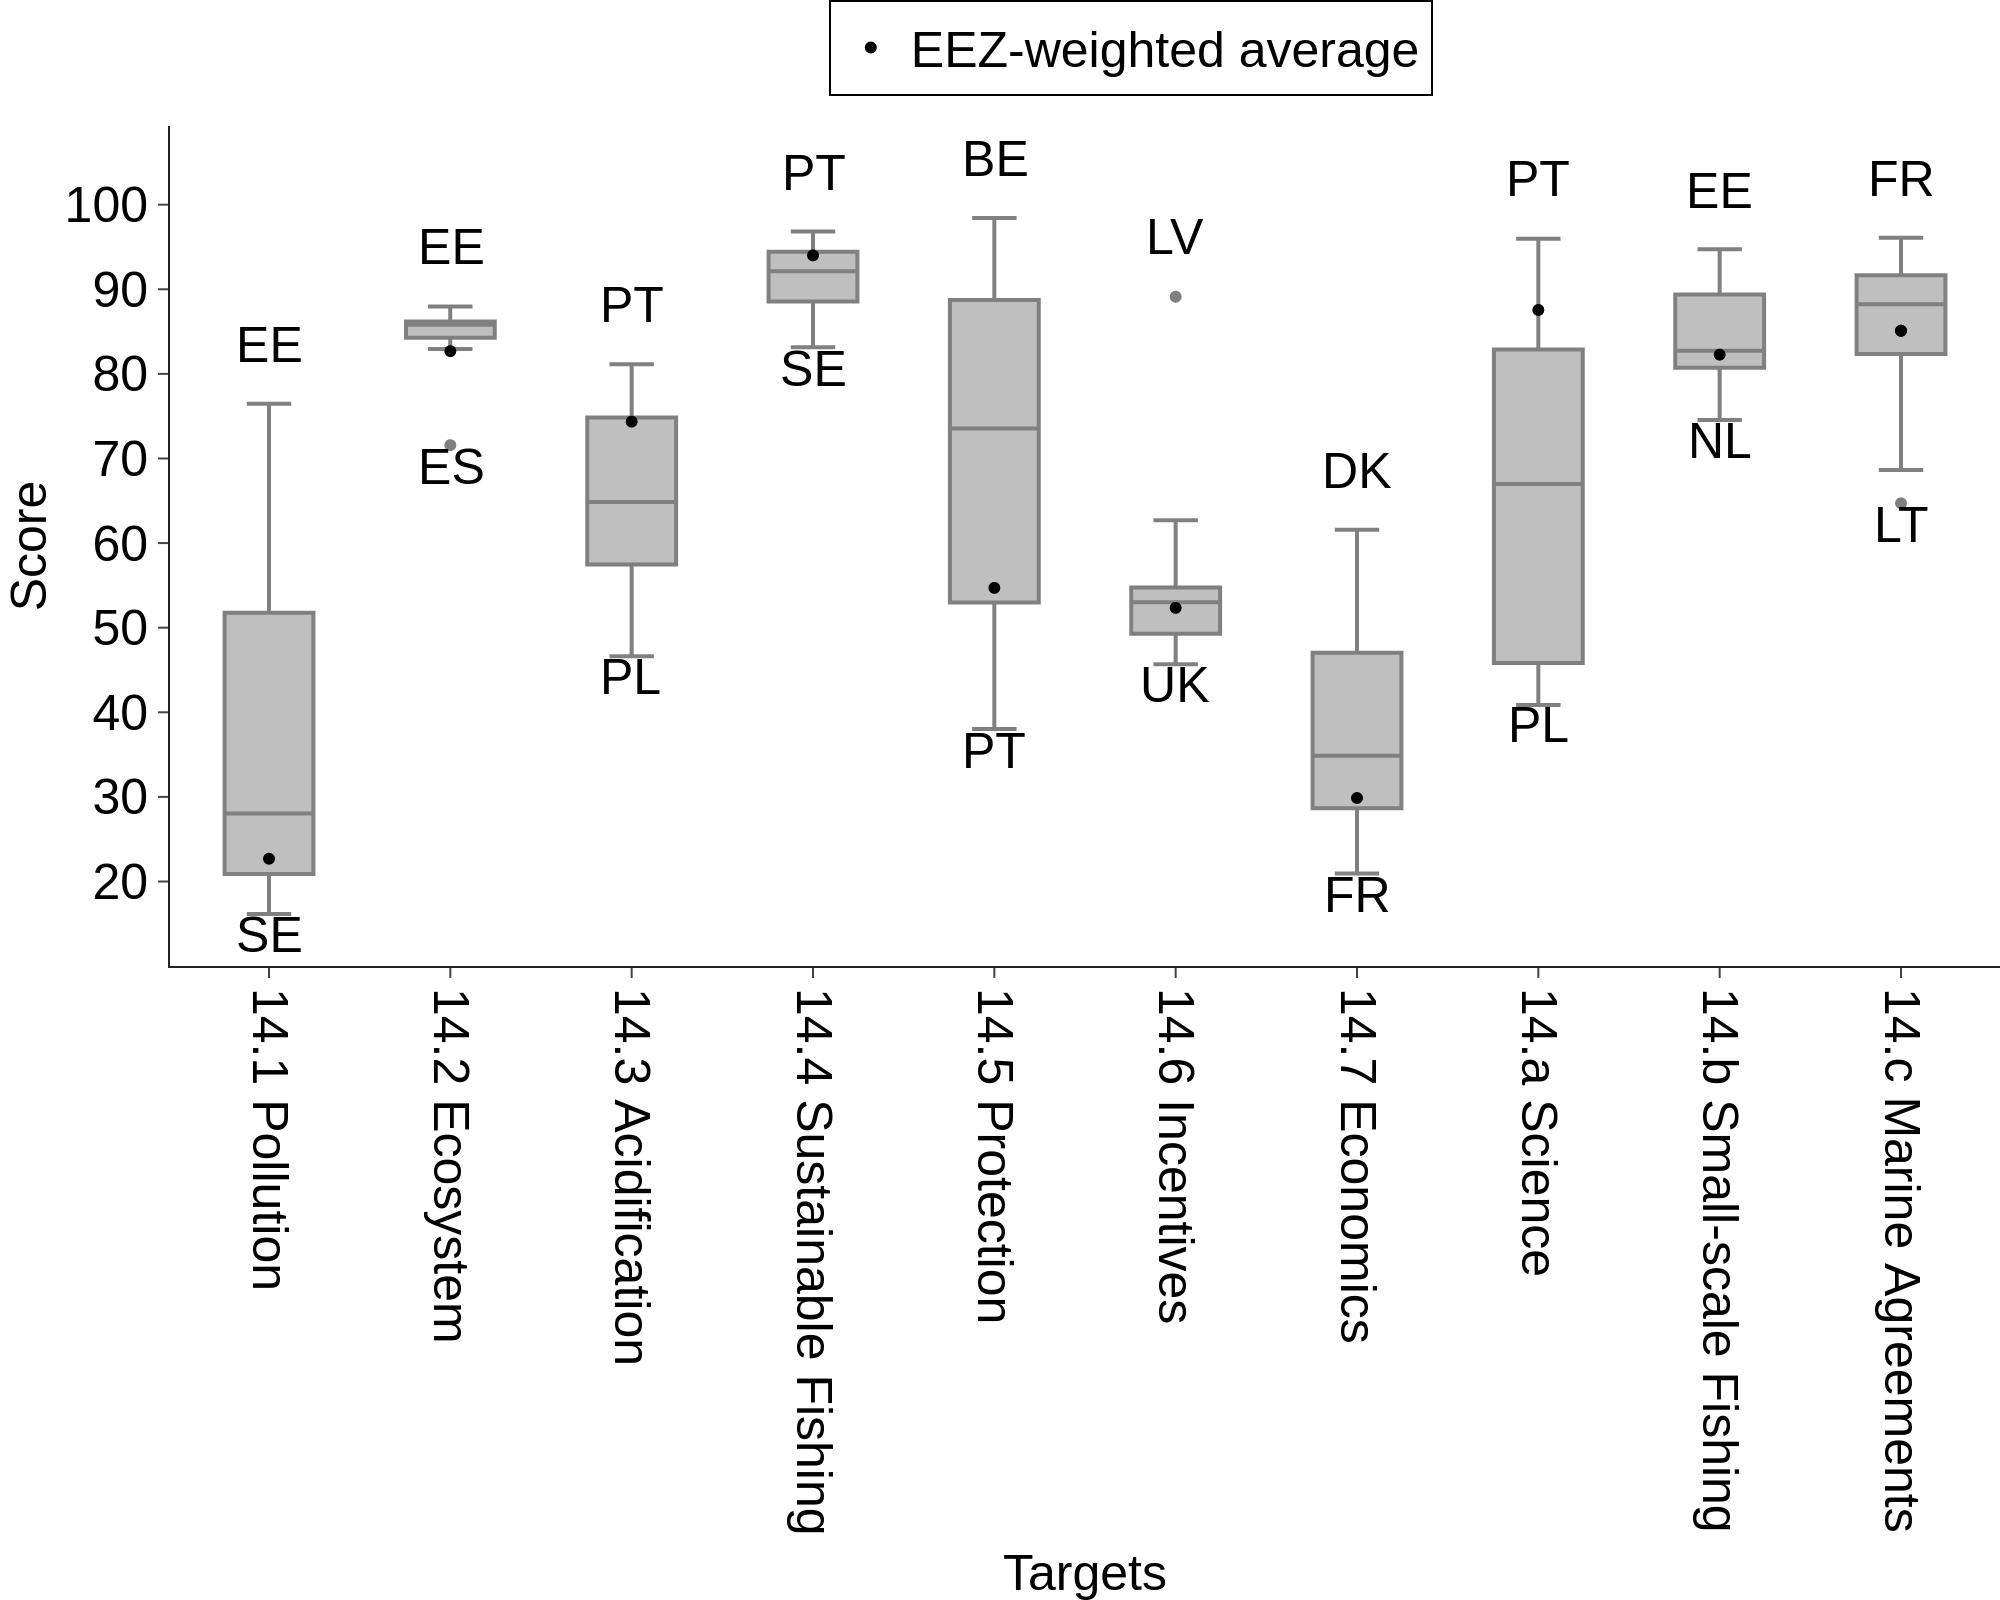 EEZ-weighted average
Score
100
90
80
70
60
50
40
30
20
EE
SE
EE
ES
PT
PL
PT
SE
BE
PT
LV
UK
DK
FR
PT
PL
EE
NL
FR
LT
14.1 Pollution
14.2 Ecosystem
14.3 Acidification
14.4 Sustainable Fishing
14.5 Protection
14.6 Incentives
14.7 Economics
14.a Science
14.b Small-scale Fishing
14.c Marine Agreements
Targets